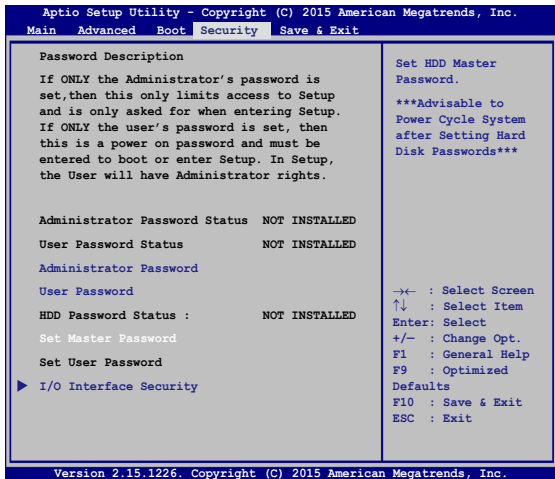 Aptio Setup Utility - Copyright (C) 2015 American Megatrends, Inc.
Main Advanced Boot Security Save & Exit
Password Description
If ONLY the Administrator's password is
set,then this only limits access to Setup
and is only asked for when entering Setup.
If ONLY the user's password is set, then
this is a power on password and must be
entered to boot or enter Setup. In Setup,
the User will have Administrator rights.
Administrator Password Status NOT INSTALLED
User Password Status NOT INSTALLED
Administrator Password
User Password
HDD Password Status : NOT INSTALLED
Set Master Password
Set User Password
I/O Interface Security
Set HDD Master
Password.
***Advisable to
Power Cycle System
after Setting Hard
Disk Passwords***
→← : Select Screen
↑↓ : Select Item
Enter: Select
+/— : Change Opt.
F1 : General Help
F9 : Optimized
Defaults
F10 : Save & Exit
ESC : Exit
Version 2.15.1226. Copyright (C) 2015 American Megatrends, Inc.